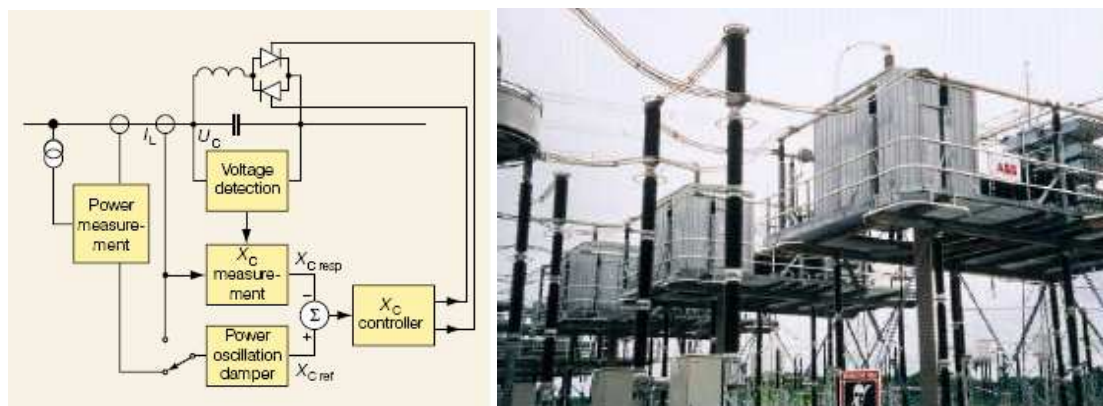 I_L
U_C
Voltage
detection
Power
measure-
ment
X_C
measure-
ment
X_C resp
−
Σ
+
X_C
controller
Power
oscillation
damper
X_C ref
ABB